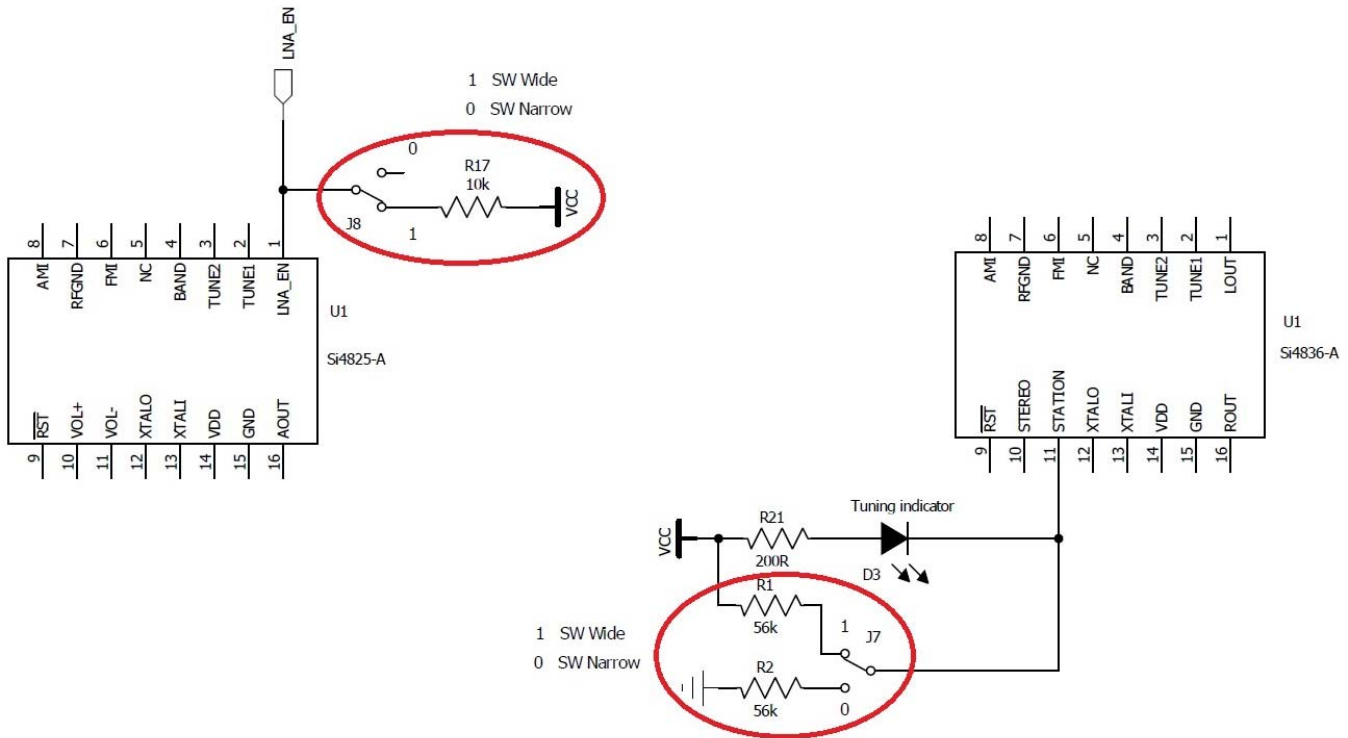 LNA_EN
1 SW Wide
0 SW Narrow
0
R17
10k
VCC
J8
1
8 7 6 5 4 3 2 1
AMI RFGND FMI NC BAND TUNE2 TUNE1 LNA_EN
U1
Si4825-A
RST VOL+ VOL- XTALO XTALI VDD GND AOUT
9 10 11 12 13 14 15 16
8 7 6 5 4 3 2 1
AMI RFGND FMI NC BAND TUNE2 TUNE1 LOUT
U1
Si4836-A
RST STEREO STATION XTALO XTALI VDD GND ROUT
9 10 11 12 13 14 15 16
Tuning indicator
VCC
R21
200R
D3
R1
56k
1 SW Wide
0 SW Narrow
1
J7
R2
56k
0